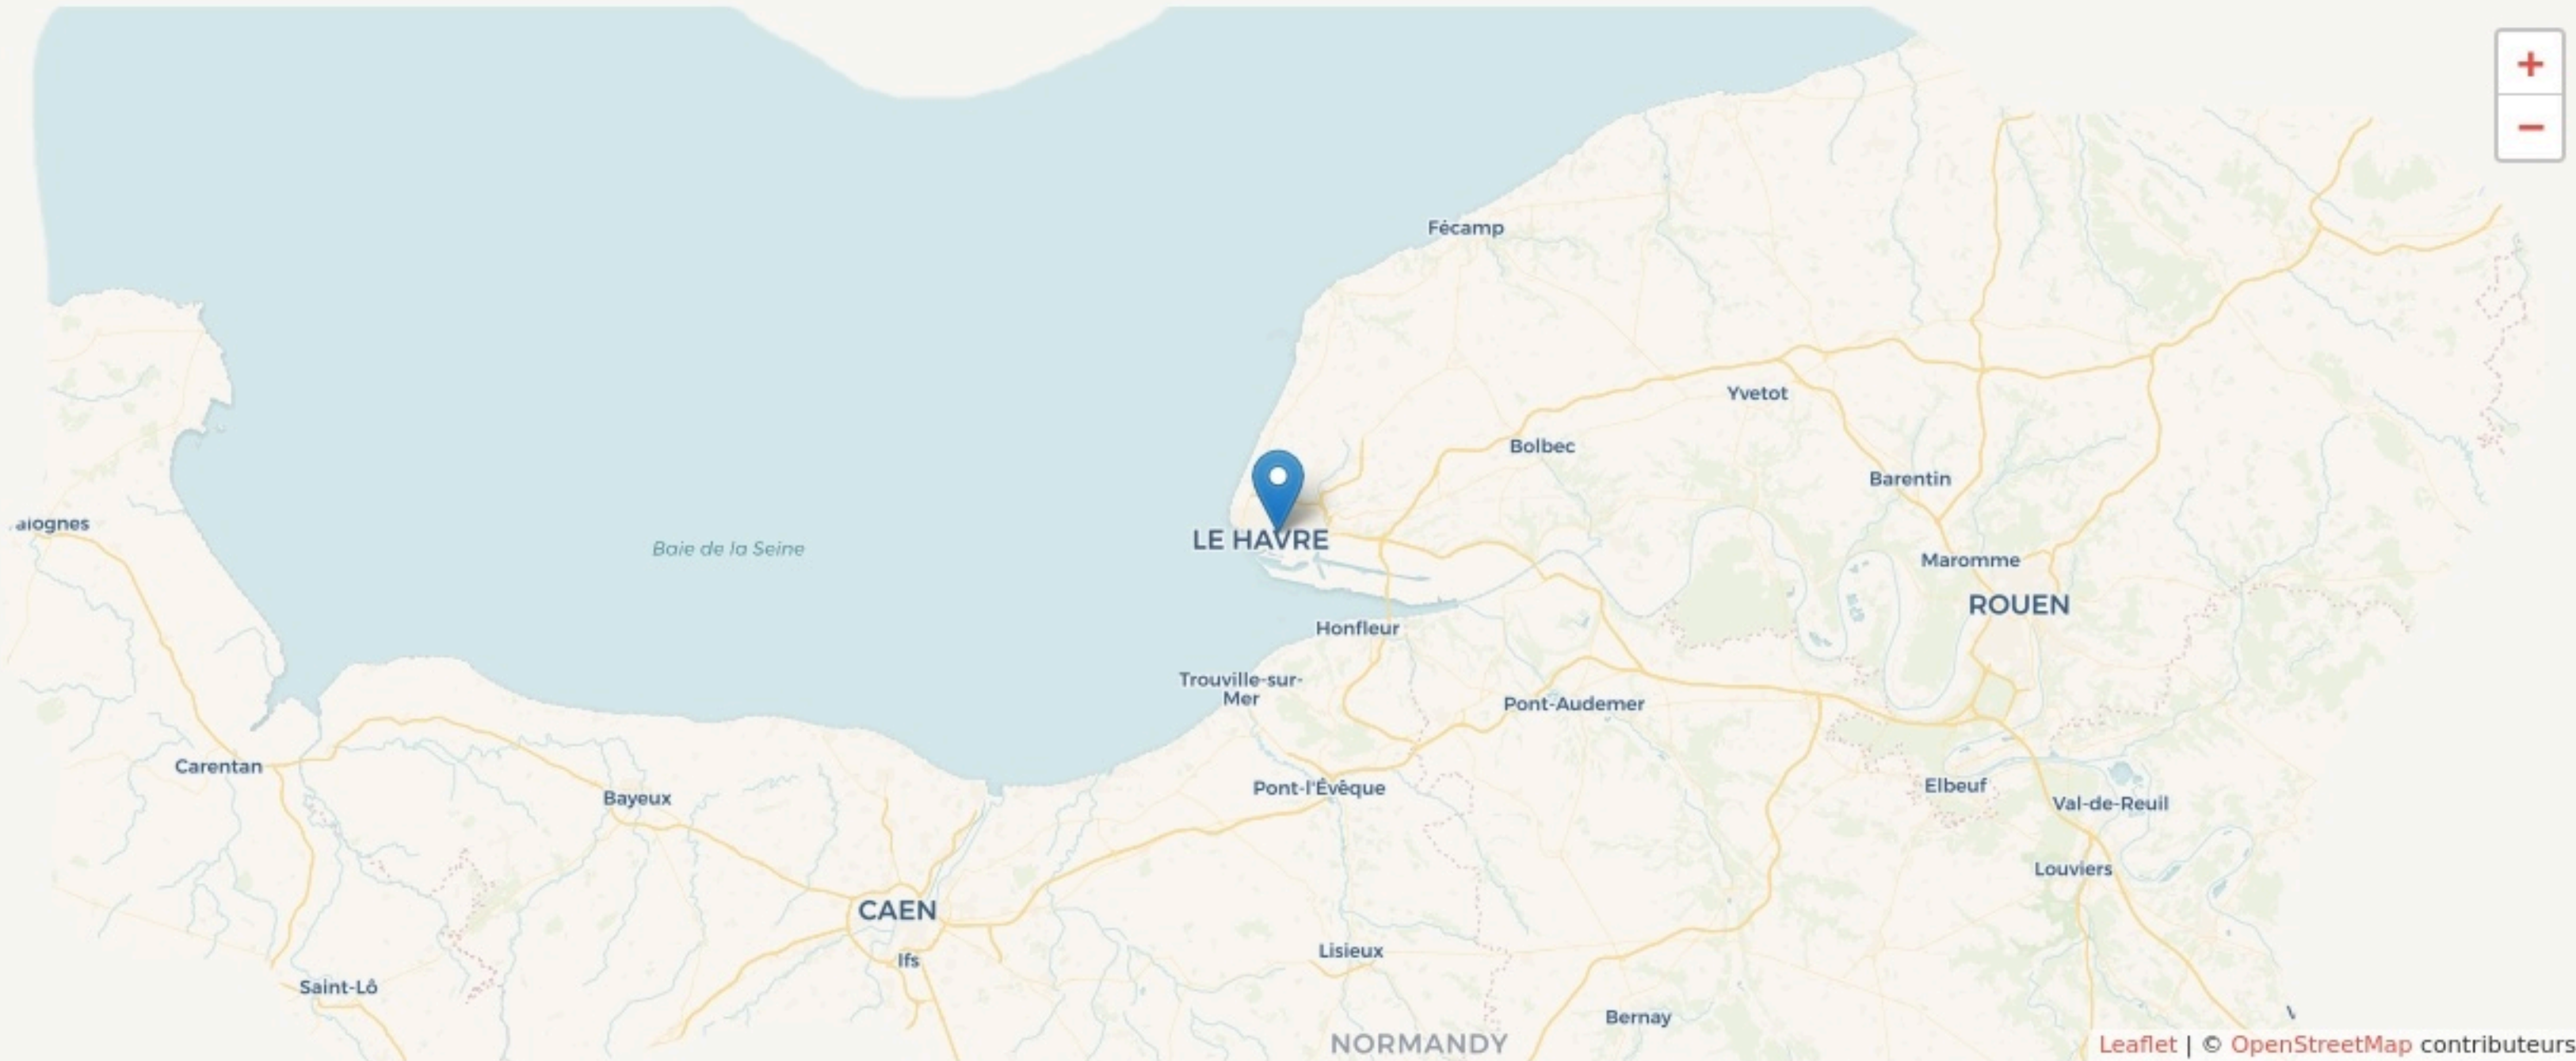 +
−
Fécamp
Yvetot
Bolbec
Barentin
aiognes
LE HAVRE
Baie de la Seine
Maromme
ROUEN
Honfleur
Trouville-sur-
Mer
Pont-Audemer
Carentan
Pont-l'Évêque
Elbeuf
Bayeux
Val-de-Reuil
Louviers
CAEN
Lisieux
Ifs
Saint-Lô
Bernay
NORMANDY
Leaflet | © OpenStreetMap contributeurs